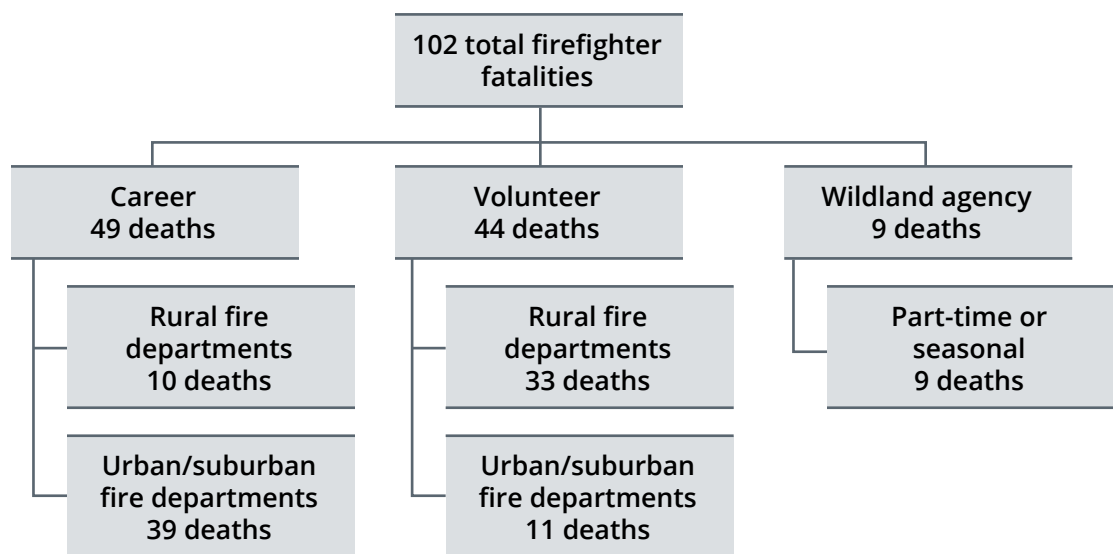 102 total firefighter
fatalities
Career
49 deaths
Volunteer
44 deaths
Wildland agency
9 deaths
Rural fire
departments
10 deaths
Rural fire
departments
33 deaths
Part-time or
seasonal
9 deaths
Urban/suburban
fire departments
39 deaths
Urban/suburban
fire departments
11 deaths